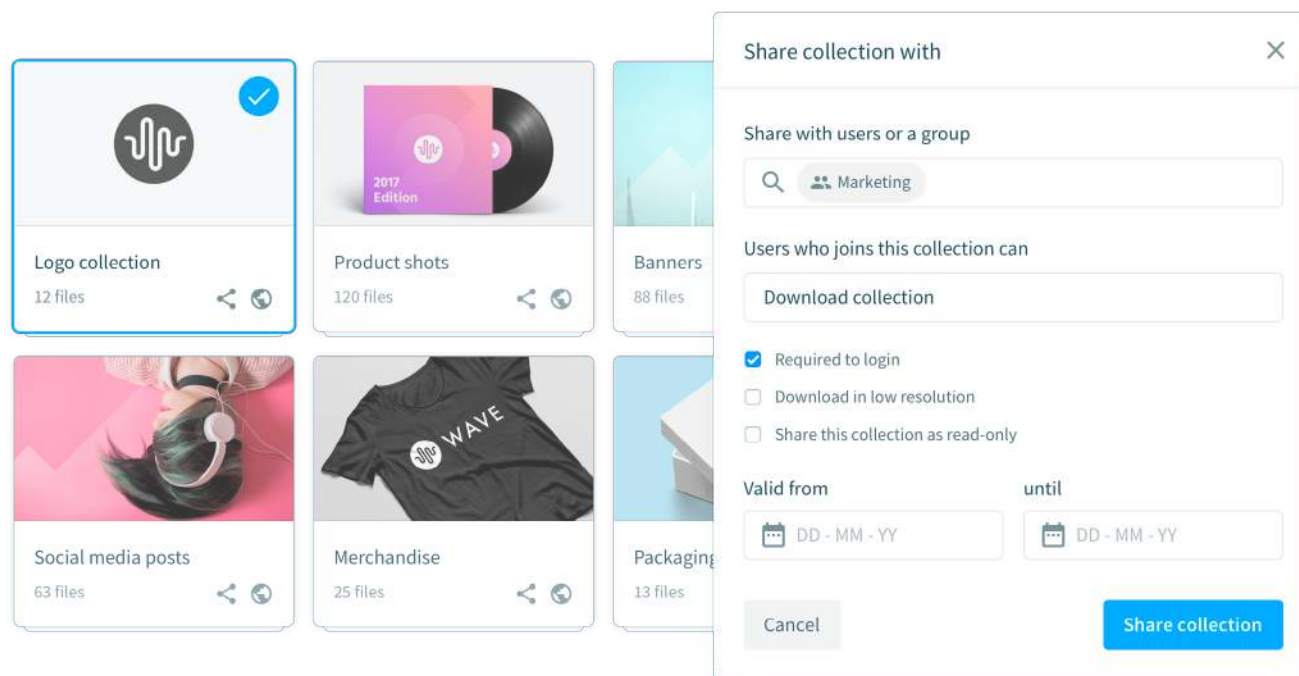 Logo collection
12 files
2017
Edition
Product shots
120 files
Banners
88 files
Social media posts
63 files
WAVE
Merchandise
25 files
Packaging
13 files
Share collection with
Share with users or a group
Marketing
Users who joins this collection can
Download collection
Required to login
Download in low resolution
Share this collection as read-only
Valid from
until
DD - MM - YY
DD - MM - YY
Cancel
Share collection